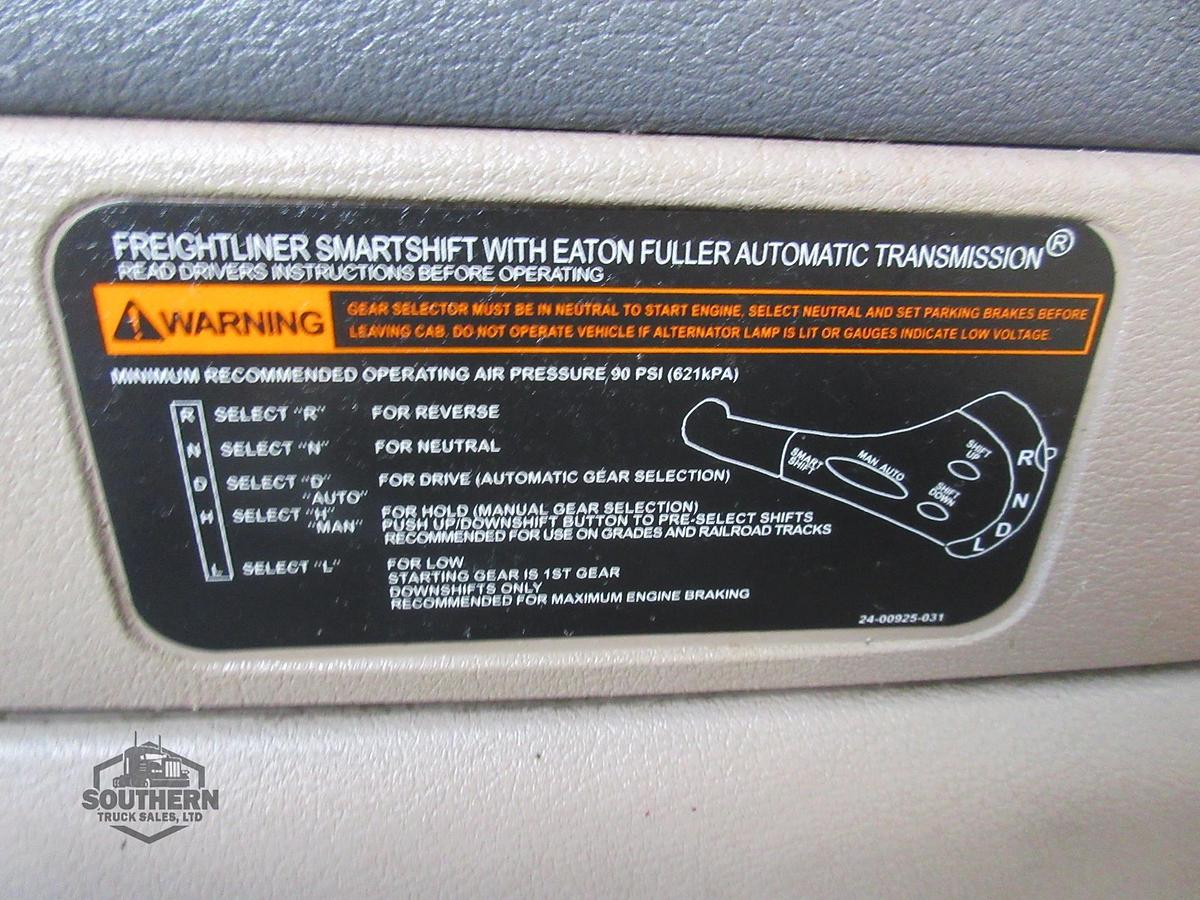 FREIGHTLINER SMARTSHIFT WITH EATON FULLER AUTOMATIC TRANSMISSION®
READ DRIVERS INSTRUCTIONS BEFORE OPERATING
WARNING
GEAR SELECTOR MUST BE IN NEUTRAL TO START ENGINE, SELECT NEUTRAL AND SET PARKING BRAKES BEFORE
LEAVING CAB. DO NOT OPERATE VEHICLE IF ALTERNATOR LAMP IS LIT OR GAUGES INDICATE LOW VOLTAGE.
MINIMUM RECOMMENDED OPERATING AIR PRESSURE 90 PSI (621kPA)
R SELECT "R" FOR REVERSE
N SELECT "N" FOR NEUTRAL
D SELECT "D" FOR DRIVE (AUTOMATIC GEAR SELECTION)
"AUTO"
H SELECT "H" FOR HOLD (MANUAL GEAR SELECTION)
"MAN" PUSH UP/DOWNSHIFT BUTTON TO PRE-SELECT SHIFTS
RECOMMENDED FOR USE ON GRADES AND RAILROAD TRACKS
L SELECT "L" FOR LOW
STARTING GEAR IS 1ST GEAR
DOWNSHIFTS ONLY
RECOMMENDED FOR MAXIMUM ENGINE BRAKING
SMART
SHIFT
MAN AUTO
SHIFT
UP
SHIFT
DOWN
R
N
D
L
24-00925-031
SOUTHERN
TRUCK SALES, LTD